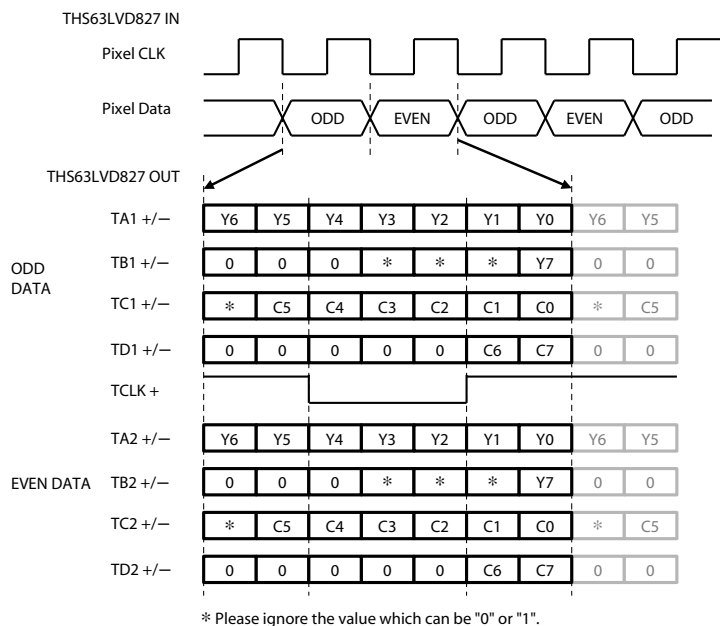 THS63LVD827 IN
Pixel CLK
Pixel Data ODD EVEN ODD EVEN ODD
THS63LVD827 OUT
TA1 +/− Y6 Y5 Y4 Y3 Y2 Y1 Y0 Y6 Y5
TB1 +/− 0 0 0 * * * Y7 0 0
ODD
DATA
TC1 +/− * C5 C4 C3 C2 C1 C0 * C5
TD1 +/− 0 0 0 0 0 C6 C7 0 0
TCLK +
TA2 +/− Y6 Y5 Y4 Y3 Y2 Y1 Y0 Y6 Y5
EVEN DATA TB2 +/− 0 0 0 * * * Y7 0 0
TC2 +/− * C5 C4 C3 C2 C1 C0 * C5
TD2 +/− 0 0 0 0 0 C6 C7 0 0
* Please ignore the value which can be "0" or "1".